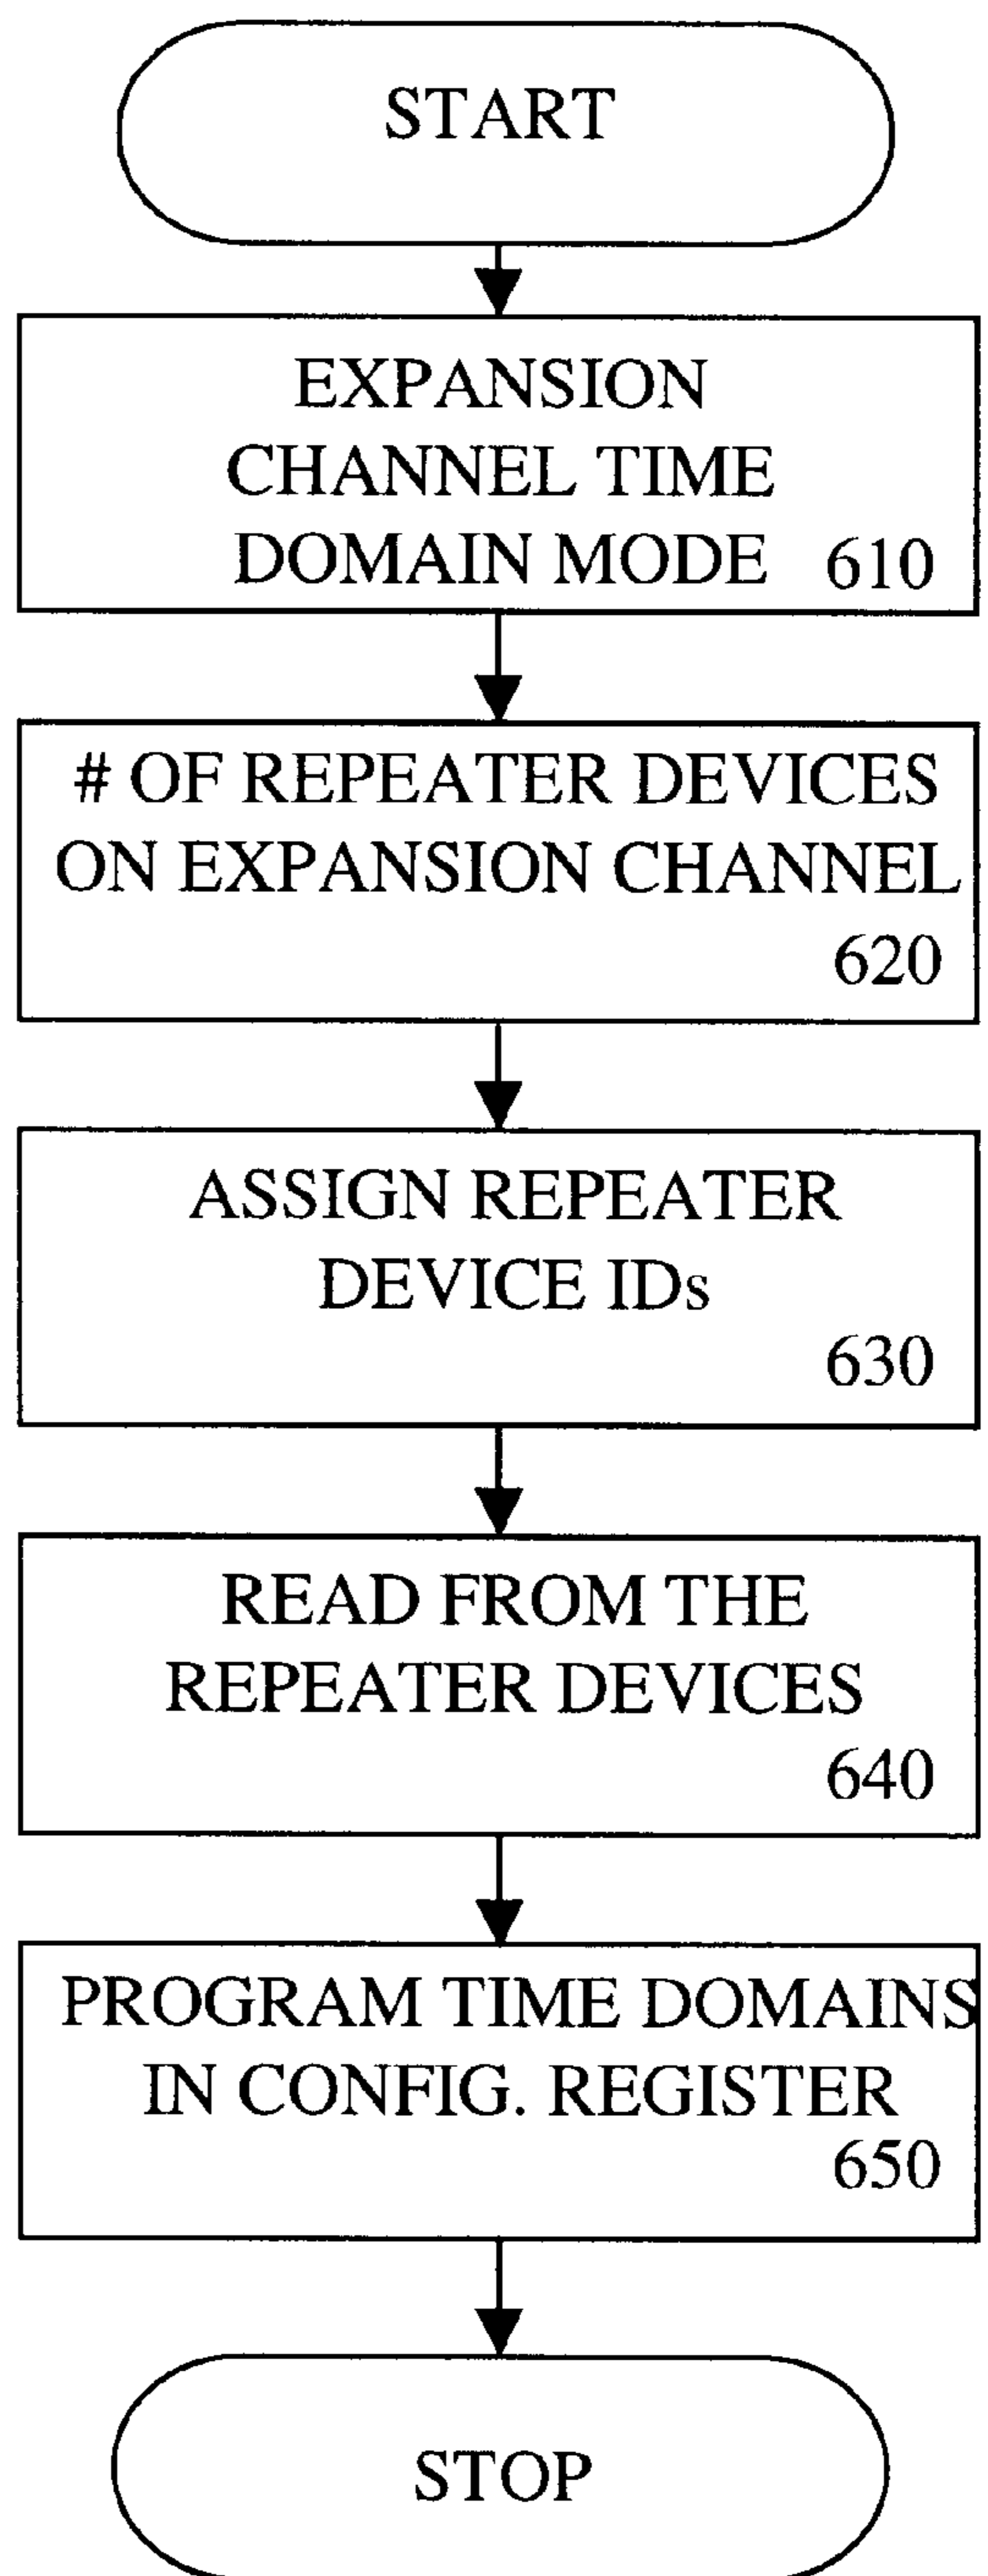 START
EXPANSION
CHANNEL TIME
DOMAIN MODE 610
# OF REPEATER DEVICES
ON EXPANSION CHANNEL
620
ASSIGN REPEATER
DEVICE IDs
630
READ FROM THE
REPEATER DEVICES
640
PROGRAM TIME DOMAINS
IN CONFIG. REGISTER
650
STOP